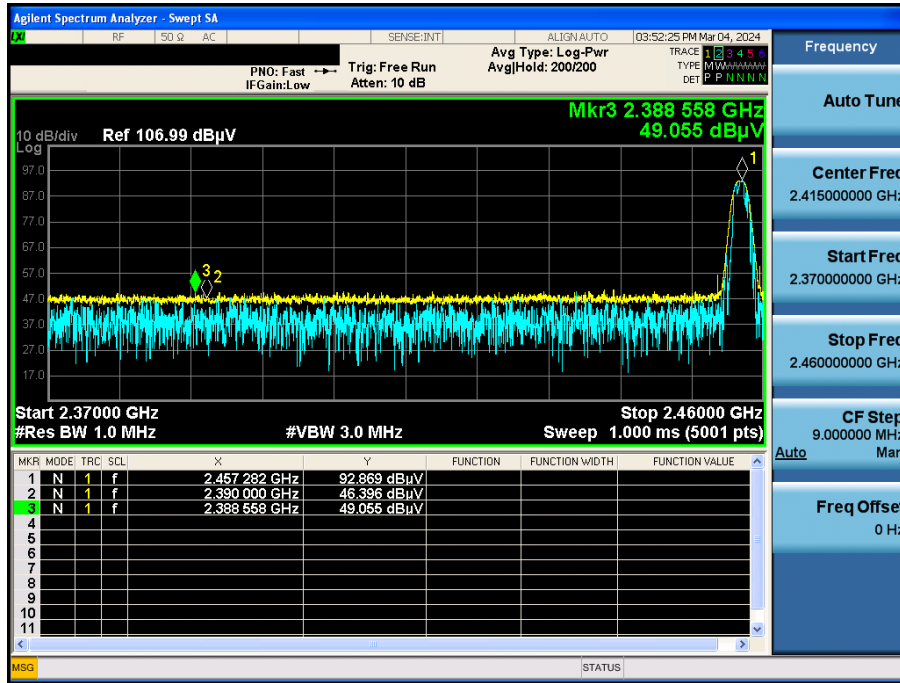 Agilent Spectrum Analyzer - Swept SA
LXI RF 50 Ω AC SENSE:INT ALIGN AUTO 03:52:25 PM Mar 04, 2024
PNO: Fast Trig: Free Run Avg Type: Log-Pwr TRACE 1 2 3 4 5 6
IFGain:Low Atten: 10 dB Avg|Hold: 200/200 TYPE M W
DET P P N N N N
Mkr3 2.388 558 GHz
49.055 dBµV
10 dB/div Ref 106.99 dBµV
Log
97.0
87.0
77.0
67.0
57.0
47.0
37.0
27.0
17.0
1
3 2
Start 2.37000 GHz Stop 2.46000 GHz
#Res BW 1.0 MHz #VBW 3.0 MHz Sweep 1.000 ms (5001 pts)
MKR MODE TRC SCL X Y FUNCTION FUNCTION WIDTH FUNCTION VALUE
1 N 1 f 2.457 282 GHz 92.869 dBµV
2 N 1 f 2.390 000 GHz 46.396 dBµV
3 N 1 f 2.388 558 GHz 49.055 dBµV
4
5
6
7
8
9
10
11
MSG STATUS
Frequency
Auto Tune
Center Freq
2.415000000 GHz
Start Freq
2.370000000 GHz
Stop Freq
2.460000000 GHz
CF Step
9.000000 MHz
Auto Man
Freq Offset
0 Hz